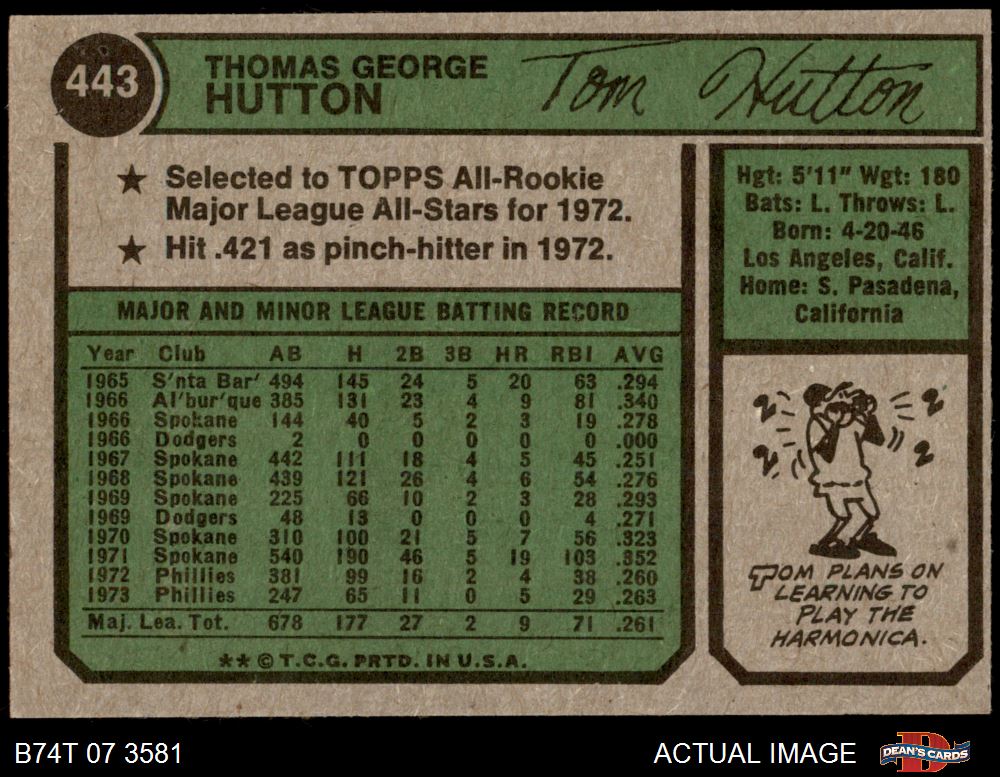 443
THOMAS GEORGE
HUTTON
Tom Hutton
★ Selected to TOPPS All-Rookie
Major League All-Stars for 1972.
★ Hit .421 as pinch-hitter in 1972.
MAJOR AND MINOR LEAGUE BATTING RECORD
Year Club AB H 2B 3B HR RBI AVG
1965 S'nta Bar' 494 145 24 5 20 63 .294
1966 Al'bur'que 385 131 23 4 9 81 .340
1966 Spokane 144 40 5 2 3 19 .278
1966 Dodgers 2 0 0 0 0 0 .000
1967 Spokane 442 111 18 4 5 45 .251
1968 Spokane 439 121 26 4 6 54 .276
1969 Spokane 225 66 10 2 3 28 .293
1969 Dodgers 48 13 0 0 0 4 .271
1970 Spokane 310 100 21 5 7 56 .323
1971 Spokane 540 190 46 5 19 103 .352
1972 Phillies 381 99 16 2 4 38 .260
1973 Phillies 247 65 11 0 5 29 .263
Maj. Lea. Tot. 678 177 27 2 9 71 .261
** © T.C.G. PRTD. IN U.S.A.
Hgt: 5'11" Wgt: 180
Bats: L. Throws: L.
Born: 4-20-46
Los Angeles, Calif.
Home: S. Pasadena,
California
TOM PLANS ON
LEARNING TO
PLAY THE
HARMONICA.
B74T 07 3581
ACTUAL IMAGE
DEAN'S CARDS